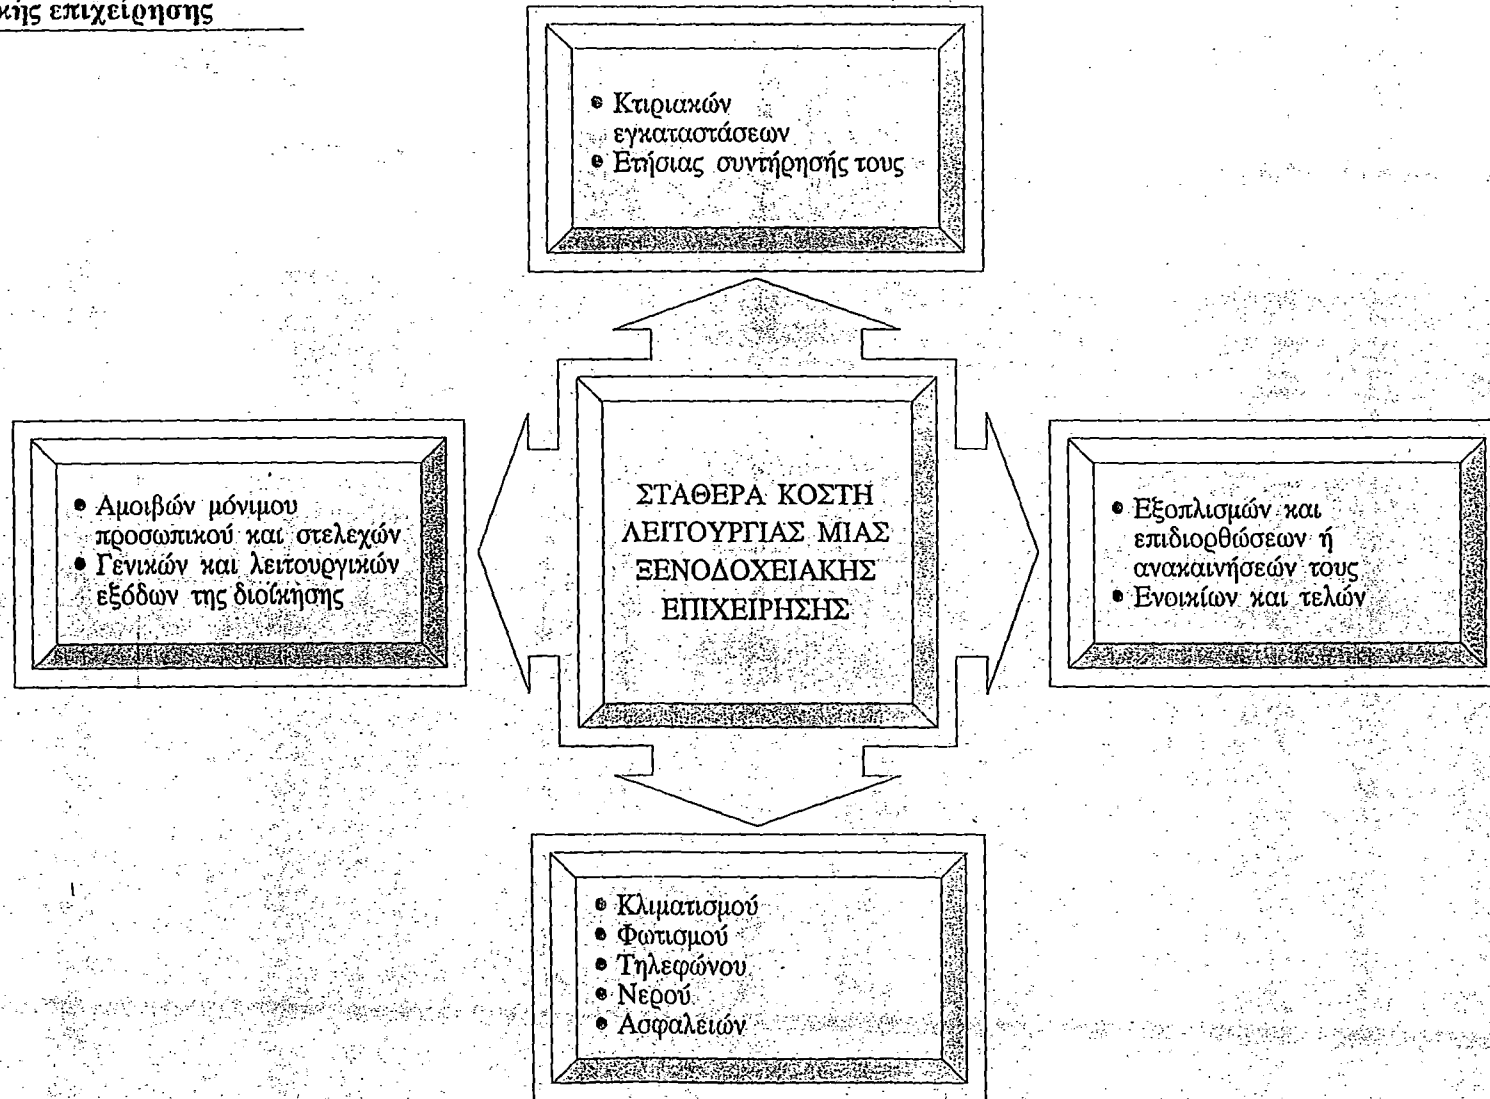 κής επιχείρησης
• Κτιριακών
εγκαταστάσεων
• Ετήσιας συντήρησής τους
• Αμοιβών μόνιμου
προσωπικού και στελεχών
• Γενικών και λειτουργικών
εξόδων της διοίκησης
ΣΤΑΘΕΡΑ ΚΟΣΤΗ
ΛΕΙΤΟΥΡΓΙΑΣ ΜΙΑΣ
ΞΕΝΟΔΟΧΕΙΑΚΗΣ
ΕΠΙΧΕΙΡΗΣΗΣ
• Εξοπλισμών και
επιδιορθώσεων ή
ανακαινήσεών τους
• Ενοικίων και τελών
• Κλιματισμού
• Φωτισμού
• Τηλεφώνου
• Νερού
• Ασφαλειών